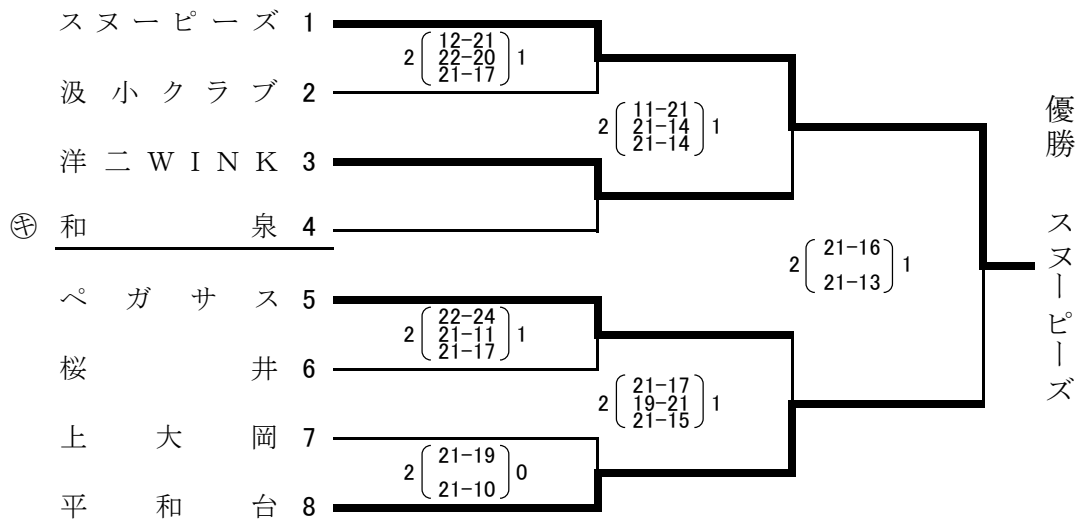 スヌーピーズ 1
2 12-21 1
22-20
21-17
汲小クラブ 2
2 11-21 1
21-14
21-14
洋二WINK 3
㋖ 和泉 4
2 21-16 1
21-13
ペガサス 5
2 22-24 1
21-11
21-17
桜井 6
2 21-17 1
19-21
21-15
上大岡 7
2 21-19 0
21-10
平和台 8
優勝 スヌーピーズ